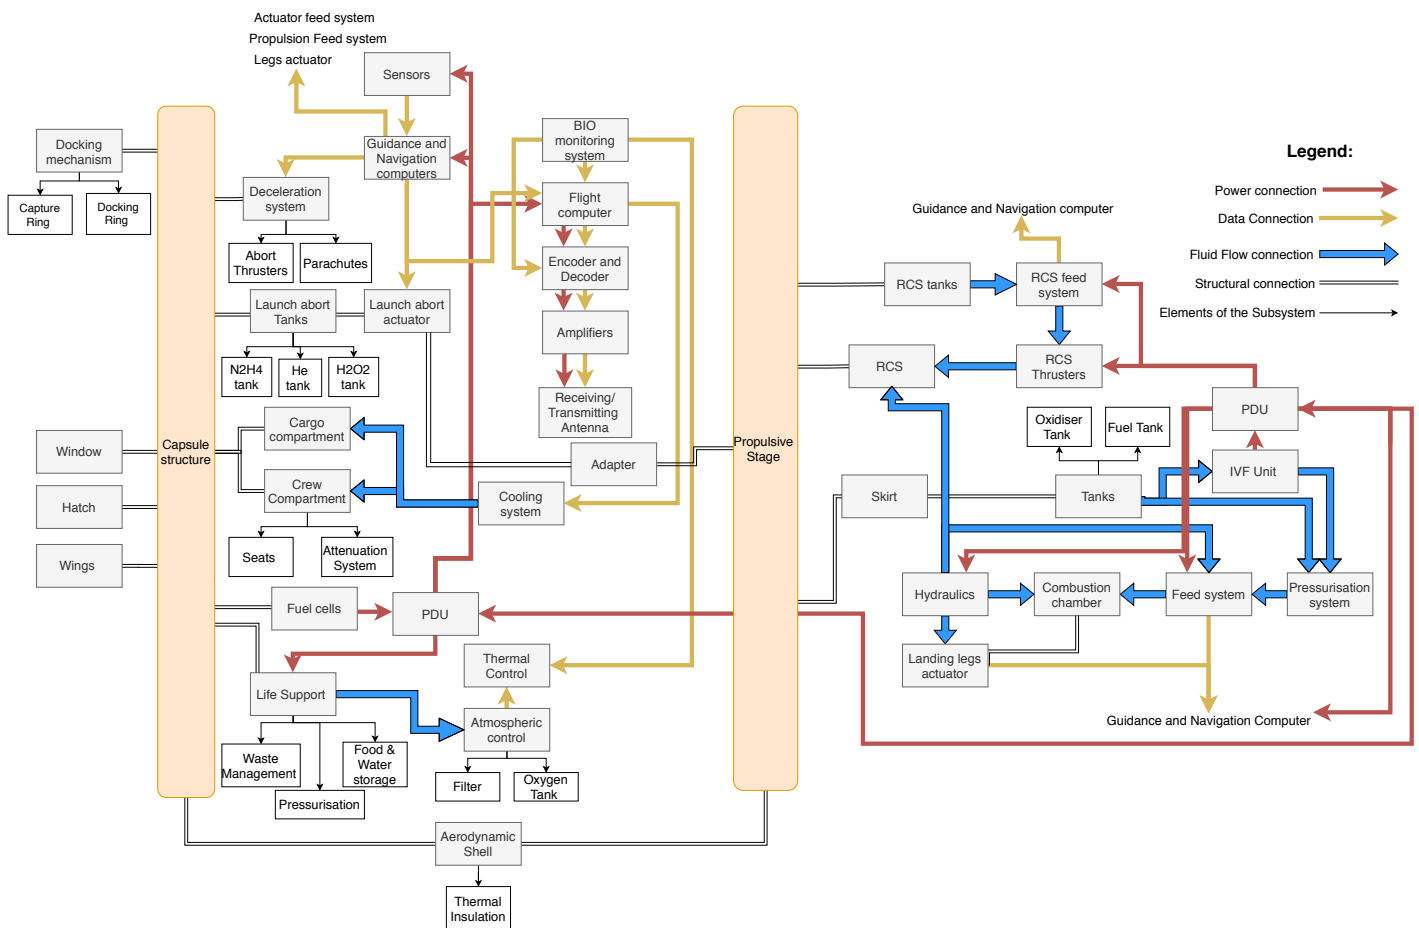 Actuator feed system
Propulsion Feed system
Legs actuator
Sensors
Guidance and
Navigation
computers
Docking
mechanism
Capture
Ring
Docking
Ring
Deceleration
system
Abort
Thrusters
Parachutes
Launch abort
Tanks
Launch abort
actuator
N2H4
tank
He
tank
H2O2
tank
BIO
monitoring
system
Flight
computer
Encoder and
Decoder
Amplifiers
Receiving/
Transmitting
Antenna
Cargo
compartment
Capsule
structure
Window
Hatch
Wings
Crew
Compartment
Seats
Attenuation
System
Adapter
Cooling
system
Fuel cells
PDU
Life Support
Waste
Management
Pressurisation
Food &
Water
storage
Thermal
Control
Atmospheric
control
Filter
Oxygen
Tank
Aerodynamic
Shell
Thermal
Insulation
Propulsive
Stage
Legend:
Power connection
Data Connection
Fluid Flow connection
Structural connection
Elements of the Subsystem
Guidance and Navigation computer
RCS tanks
RCS feed
system
RCS
RCS
Thrusters
PDU
Oxidiser
Tank
Fuel Tank
IVF Unit
Skirt
Tanks
Hydraulics
Combustion
chamber
Feed system
Pressurisation
system
Landing legs
actuator
Guidance and Navigation Computer